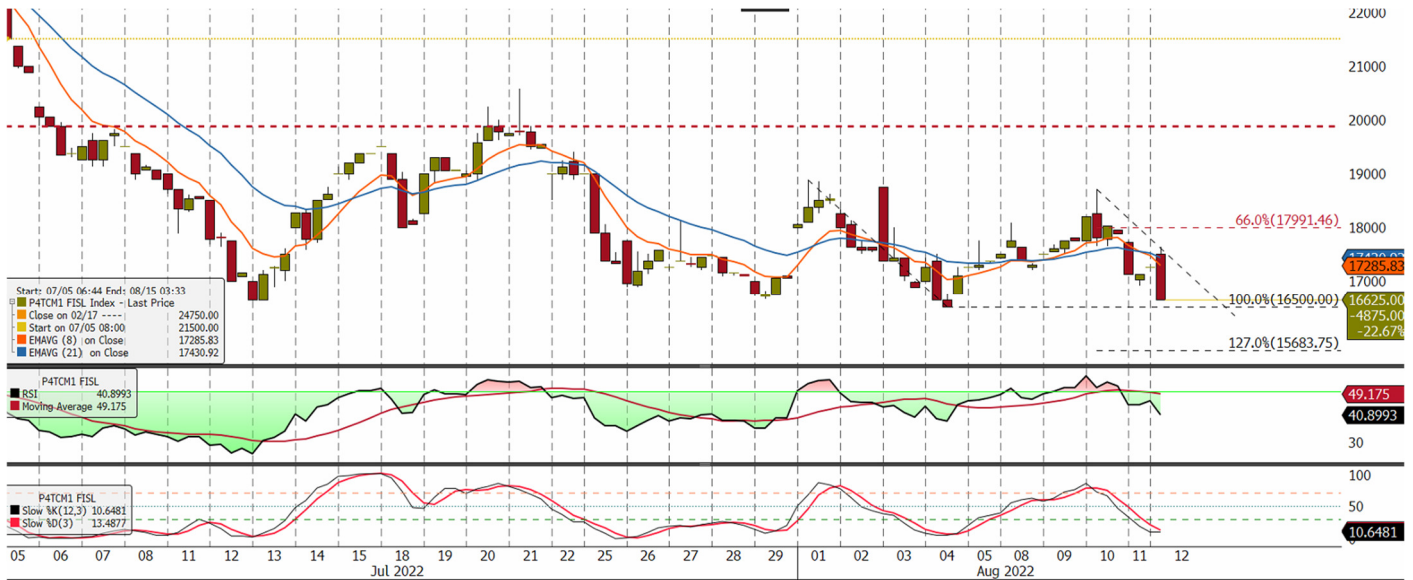 22000
21000
20000
19000
18000
17000
66.0%(17991.46)
17285.83
100.0%(16500.00)
16625.00
-4875.00
-22.67%
127.0%(15683.75)
Start: 07/05 06:44 End: 08/15 03:33
P4TCM1 FISL Index - Last Price
Close on 02/17 ---- 24750.00
Start on 07/05 08:00 21500.00
EMAVG (8) on Close 17285.83
EMAVG (21) on Close 17430.92
P4TCM1 FISL
RSI 40.8993
Moving Average 49.175
49.175
40.8993
30
P4TCM1 FISL
Slow %K(12,3) 10.6481
Slow %D(3) 13.4877
100
50
10.6481
05 06 07 08 11 12 13 14 15 18 19 20 21 22 25 26 27 28 29 01 02 03 04 05 08 09 10 11 12
Jul 2022 Aug 2022